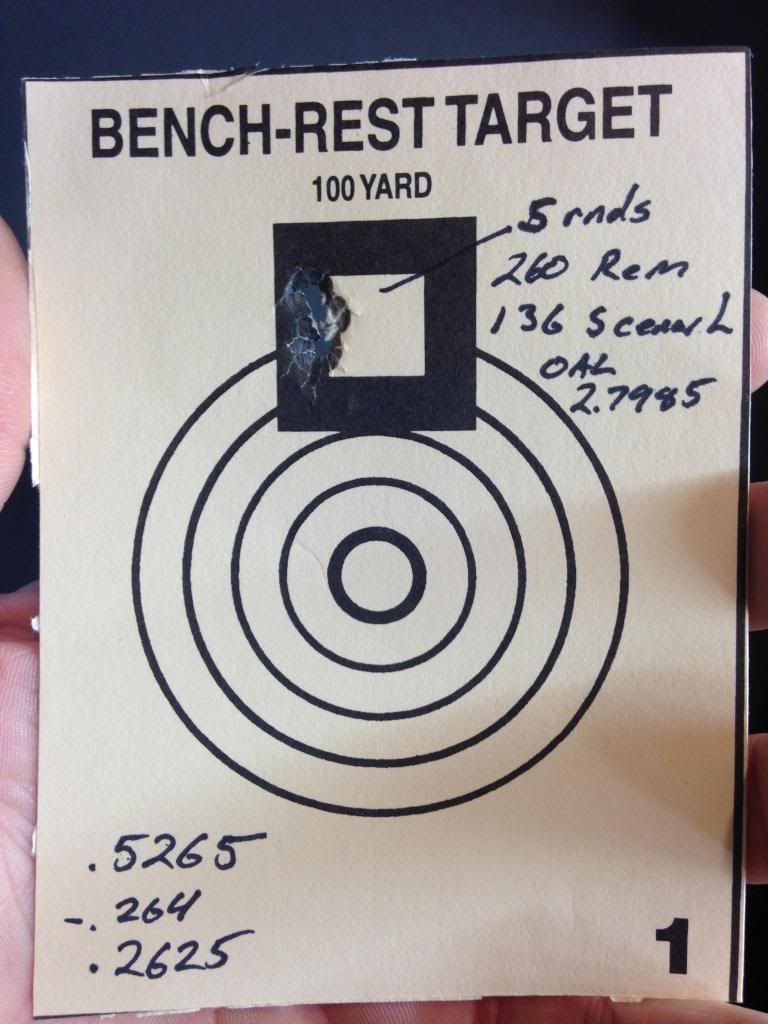 BENCH-REST TARGET
100 YARD
5 rnds
260 Rem
136 Scenar L
OAL
2.7985
.5265
-.264
.2625
1